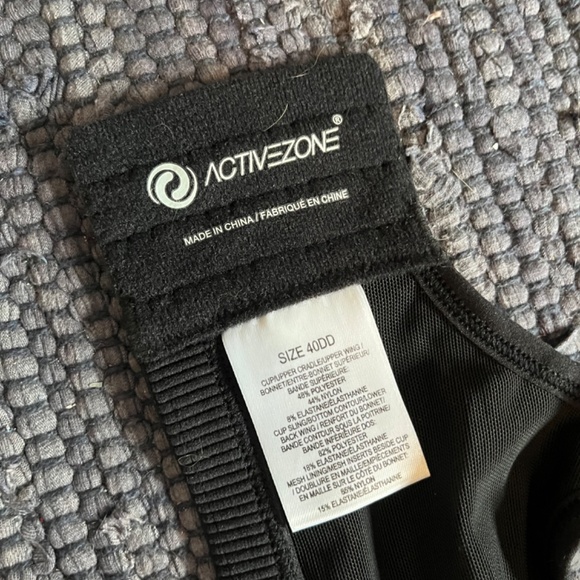 ACTIVEZONE®
MADE IN CHINA / FABRIQUÉ EN CHINE
SIZE 40DD
CUP/UPPER CRADLE/UPPER WING /
BONNET/ENTRE-BONNET SUPÉRIEUR/
BANDE SUPÉRIEURE:
48% POLYESTER
44% NYLON
8% ELASTANE/ÉLASTHANNE
CUP SLING/BOTTOM CONTOUR/LOWER
BACK WING / RENFORT DU BONNET/
BANDE CONTOUR SOUS LA POITRINE/
BANDE INFÉRIEURE DOS:
82% POLYESTER
18% ELASTANE/ÉLASTHANNE
MESH LINING/MESH INSERTS BESIDE CUP
/ DOUBLURE EN MAILLE/EMPIÈCEMENTS
EN MAILLE SUR LE CÔTÉ DU BONNET:
85% NYLON
15% ELASTANE/ÉLASTHANNE